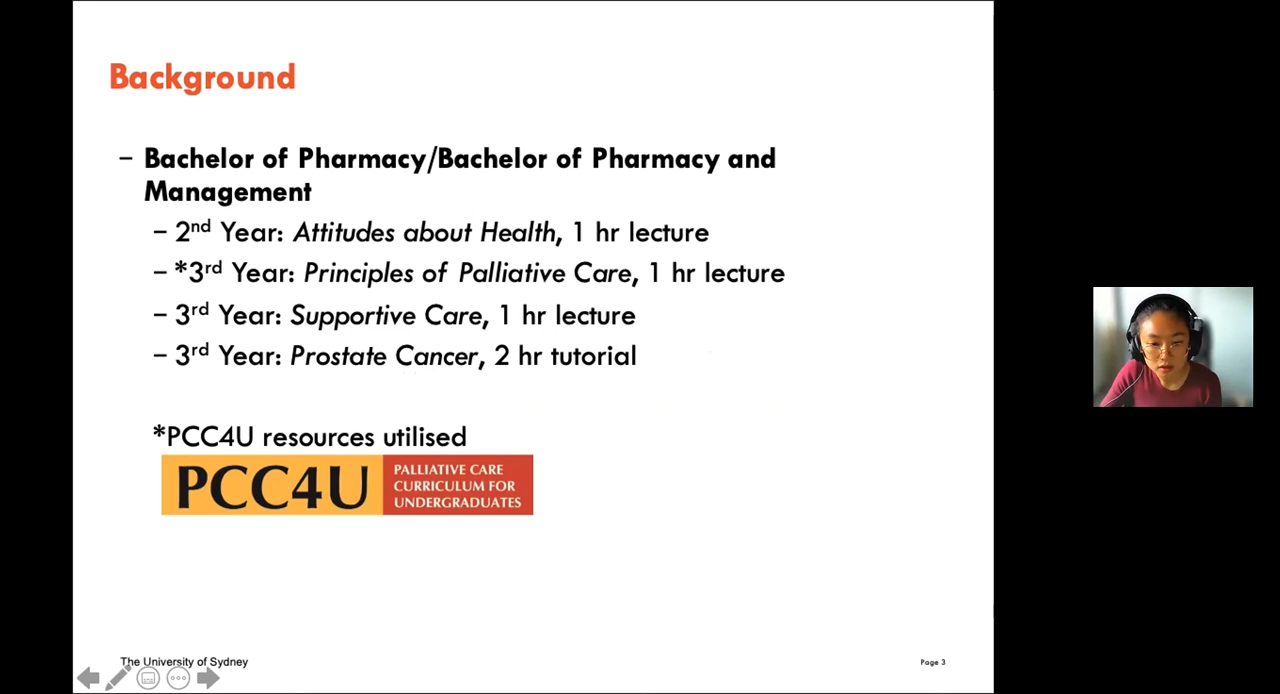 Background
– Bachelor of Pharmacy/Bachelor of Pharmacy and
Management
– 2nd Year: Attitudes about Health, 1 hr lecture
– *3rd Year: Principles of Palliative Care, 1 hr lecture
– 3rd Year: Supportive Care, 1 hr lecture
– 3rd Year: Prostate Cancer, 2 hr tutorial
*PCC4U resources utilised
PCC4U
PALLIATIVE CARE
CURRICULUM FOR
UNDERGRADUATES
The University of Sydney
Page 3